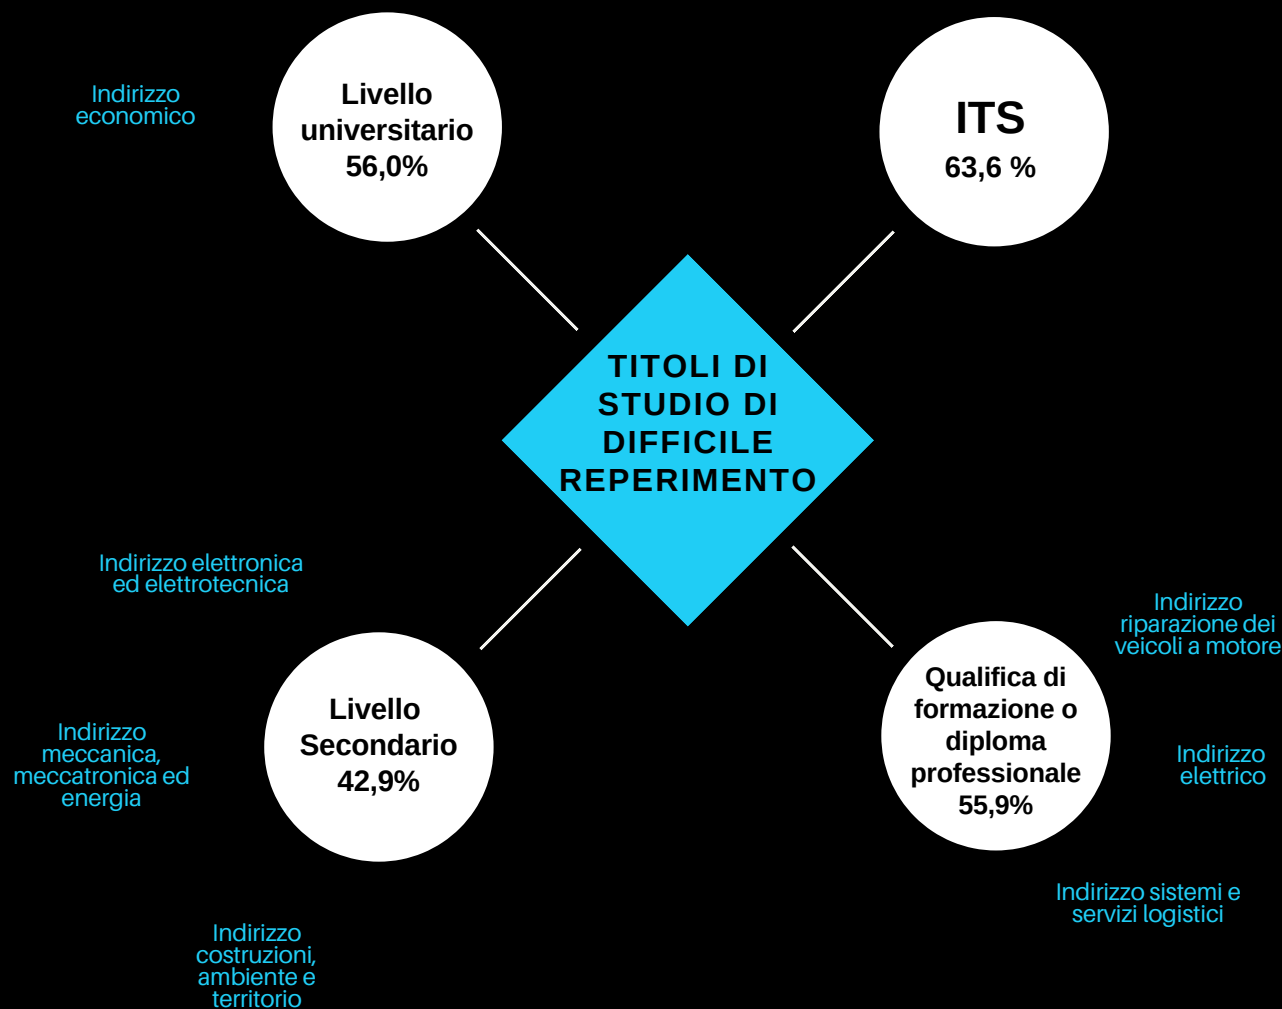 Indirizzo
economico
Livello
universitario
56,0%
ITS
63,6 %
TITOLI DI
STUDIO DI
DIFFICILE
REPERIMENTO
Indirizzo elettronica
ed elettrotecnica
Livello
Secondario
42,9%
Indirizzo
meccanica,
meccatronica ed
energia
Indirizzo
costruzioni,
ambiente e
territorio
Indirizzo
riparazione dei
veicoli a motore
Qualifica di
formazione o
diploma
professionale
55,9%
Indirizzo
elettrico
Indirizzo sistemi e
servizi logistici